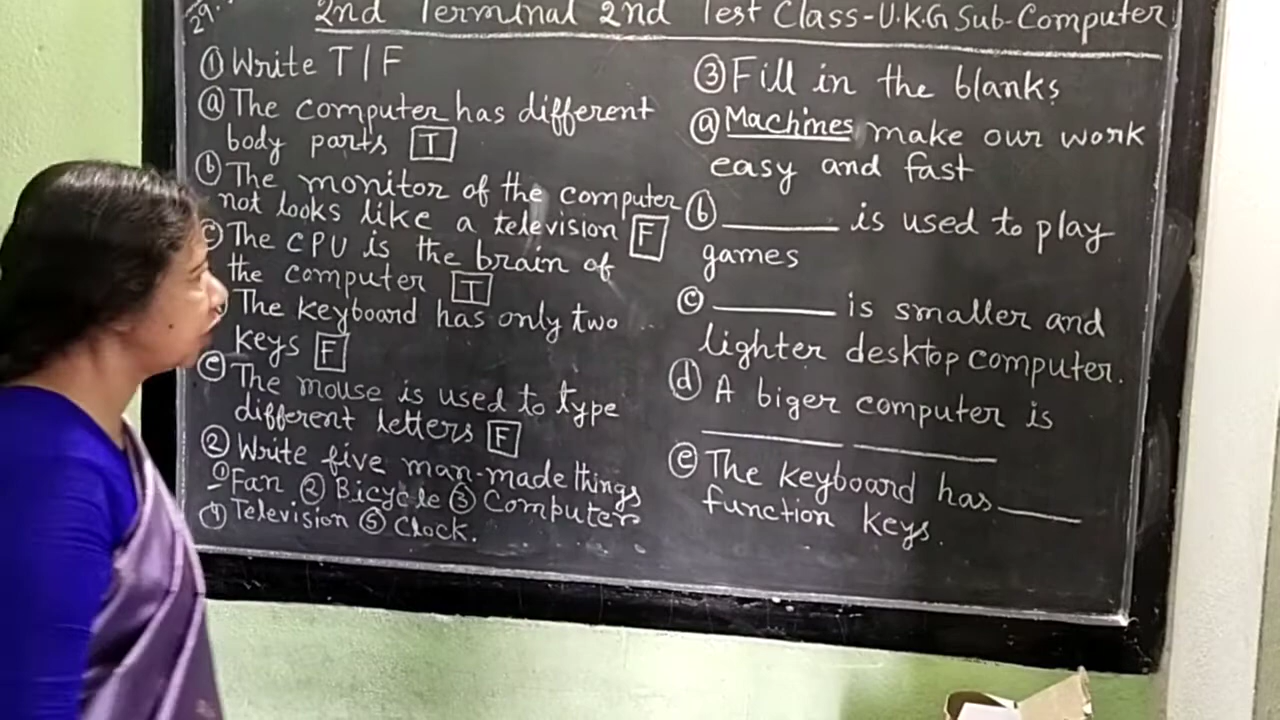 29.
2nd Terminal 2nd Test Class-U.K.G Sub-Computer
① Write T/F
ⓐ The computer has different
body parts T
ⓑ The monitor of the computer
not looks like a television F
ⓒ The CPU is the brain of
the computer T
The keyboard has only two
keys F
ⓔ The mouse is used to type
different letters F
② Write five man-made things
① Fan ② Bicycle ③ Computer
④ Television ⑤ Clock.
③ Fill in the blanks
ⓐ Machines make our work
easy and fast
ⓑ ______ is used to play
games
ⓒ ______ is smaller and
lighter desktop computer.
ⓓ A biger computer is
______ ______
ⓔ The keyboard has ____
function keys.